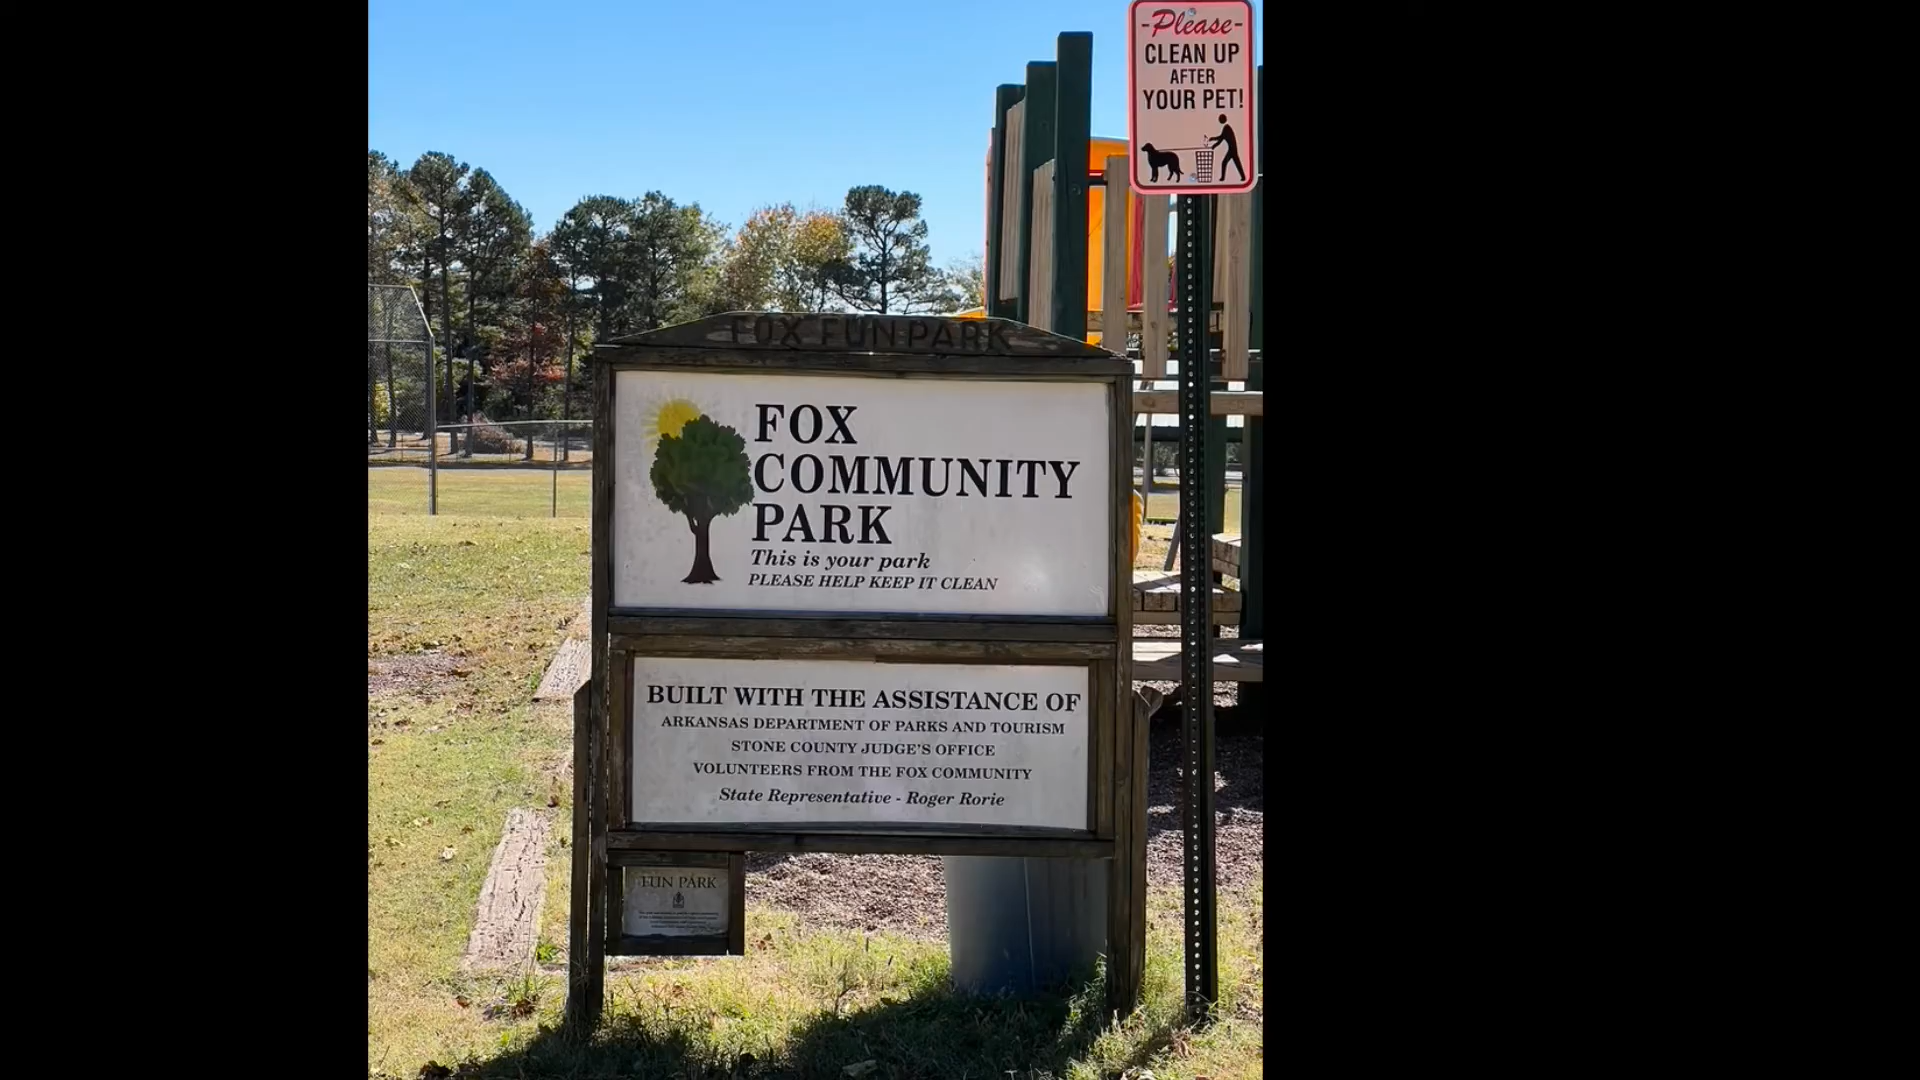 -Please-
CLEAN UP
AFTER
YOUR PET!
FOX FUN PARK
FOX
COMMUNITY
PARK
This is your park
PLEASE HELP KEEP IT CLEAN
BUILT WITH THE ASSISTANCE OF
ARKANSAS DEPARTMENT OF PARKS AND TOURISM
STONE COUNTY JUDGE'S OFFICE
VOLUNTEERS FROM THE FOX COMMUNITY
State Representative - Roger Rorie
FUN PARK